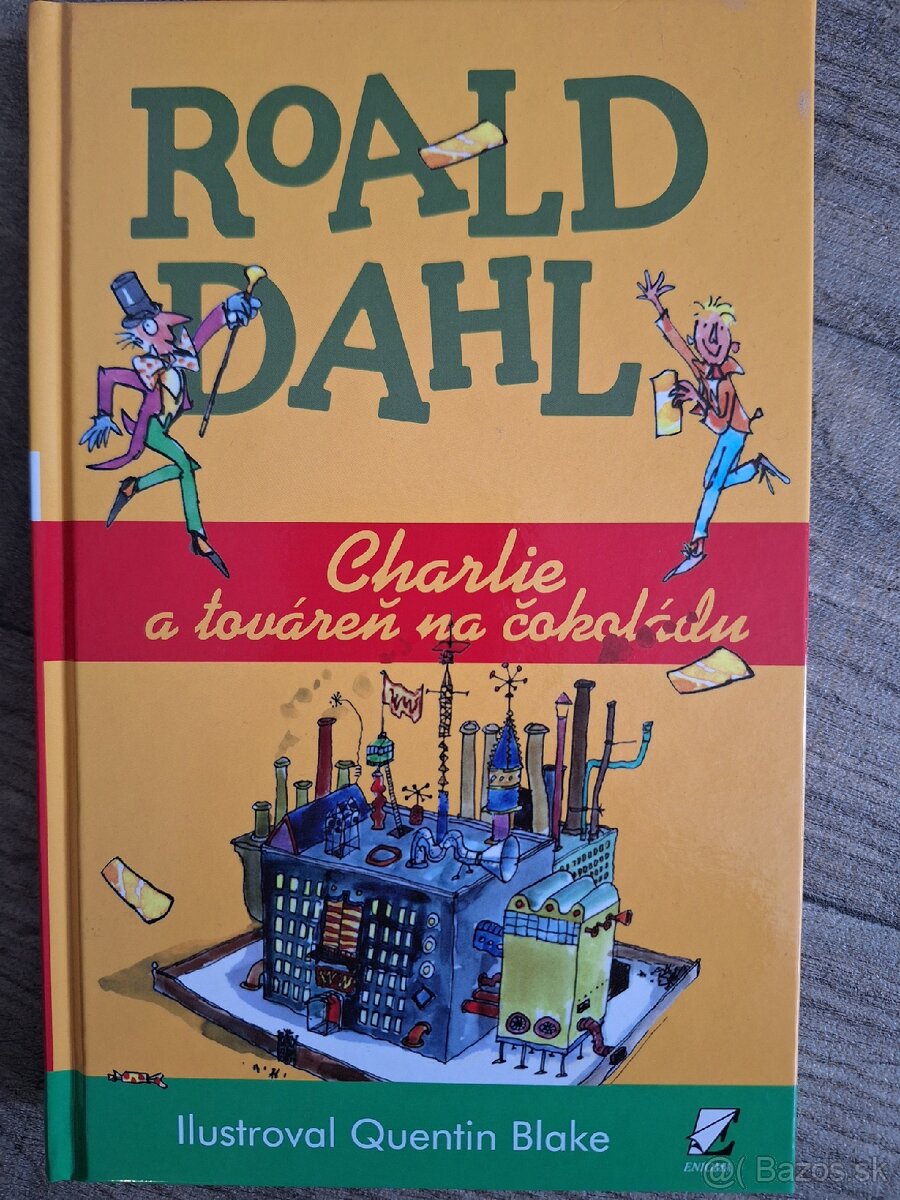 ROALD
DAHL
Charlie
a továreň na čokoládu
Ilustroval Quentin Blake
ENIGMA
@( Bazos.sk